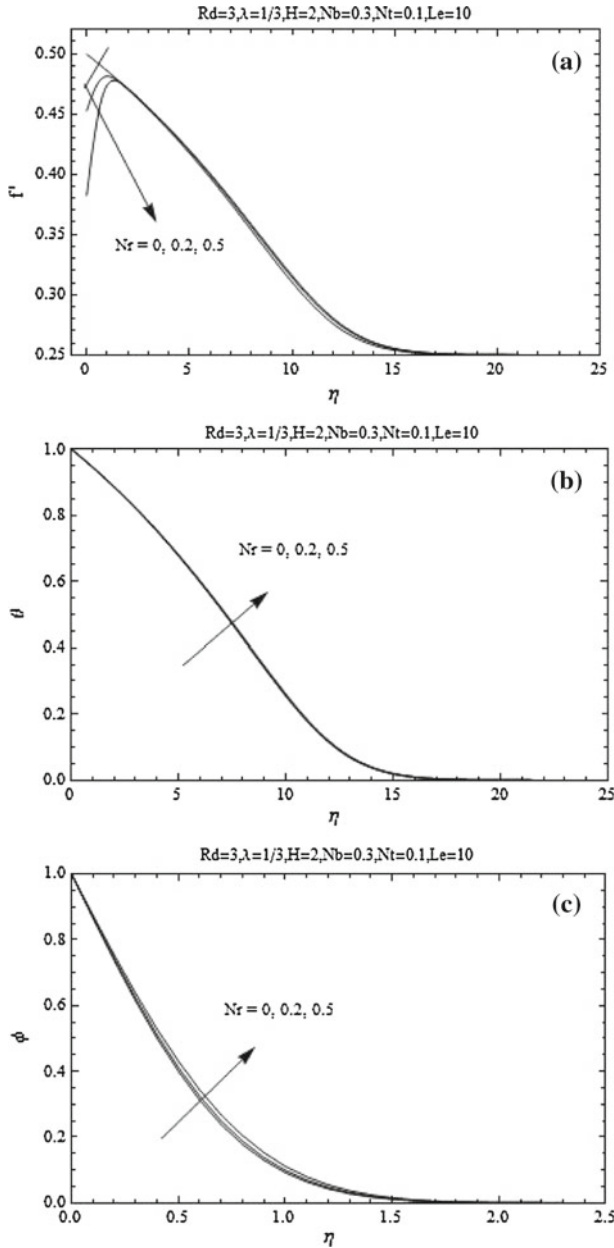 Rd=3,λ=1/3,H=2,Nb=0.3,Nt=0.1,Le=10
(a)
0.50
0.45
0.40
0.35
0.30
0.25
f'
Nr = 0, 0.2, 0.5
0 5 10 15 20 25
η
Rd=3,λ=1/3,H=2,Nb=0.3,Nt=0.1,Le=10
(b)
1.0
0.8
0.6
0.4
0.2
0.0
θ
Nr = 0, 0.2, 0.5
0 5 10 15 20 25
η
Rd=3,λ=1/3,H=2,Nb=0.3,Nt=0.1,Le=10
(c)
1.0
0.8
0.6
0.4
0.2
0.0
ϕ
Nr = 0, 0.2, 0.5
0.0 0.5 1.0 1.5 2.0 2.5
η